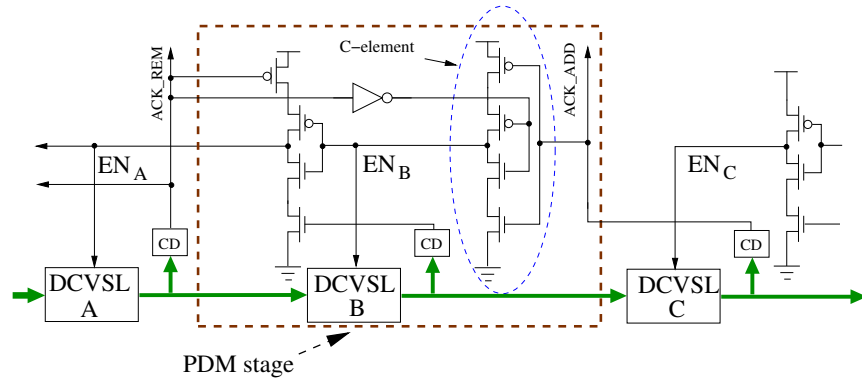 C-element
ACK_REM
ACK_ADD
EN_A
EN_B
EN_C
CD
CD
CD
DCVSL
A
DCVSL
B
DCVSL
C
PDM stage